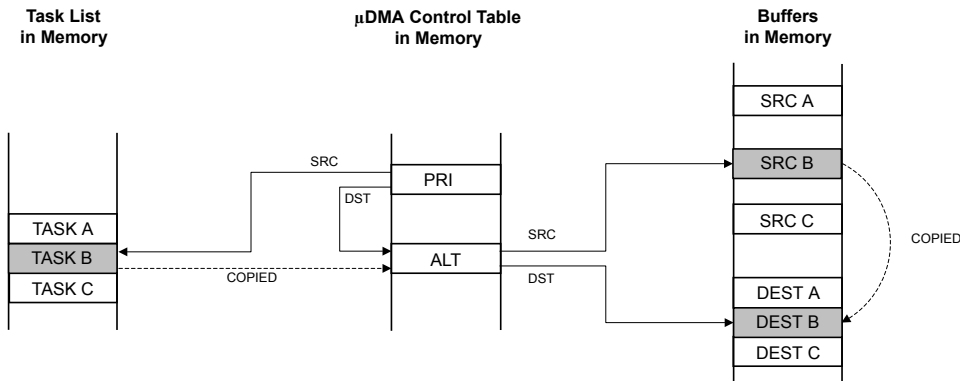 Task List
in Memory
µDMA Control Table
in Memory
Buffers
in Memory
SRC A
SRC
PRI
SRC B
DST
TASK A
SRC C
SRC
COPIED
TASK B
ALT
COPIED
DST
TASK C
DEST A
DEST B
DEST C